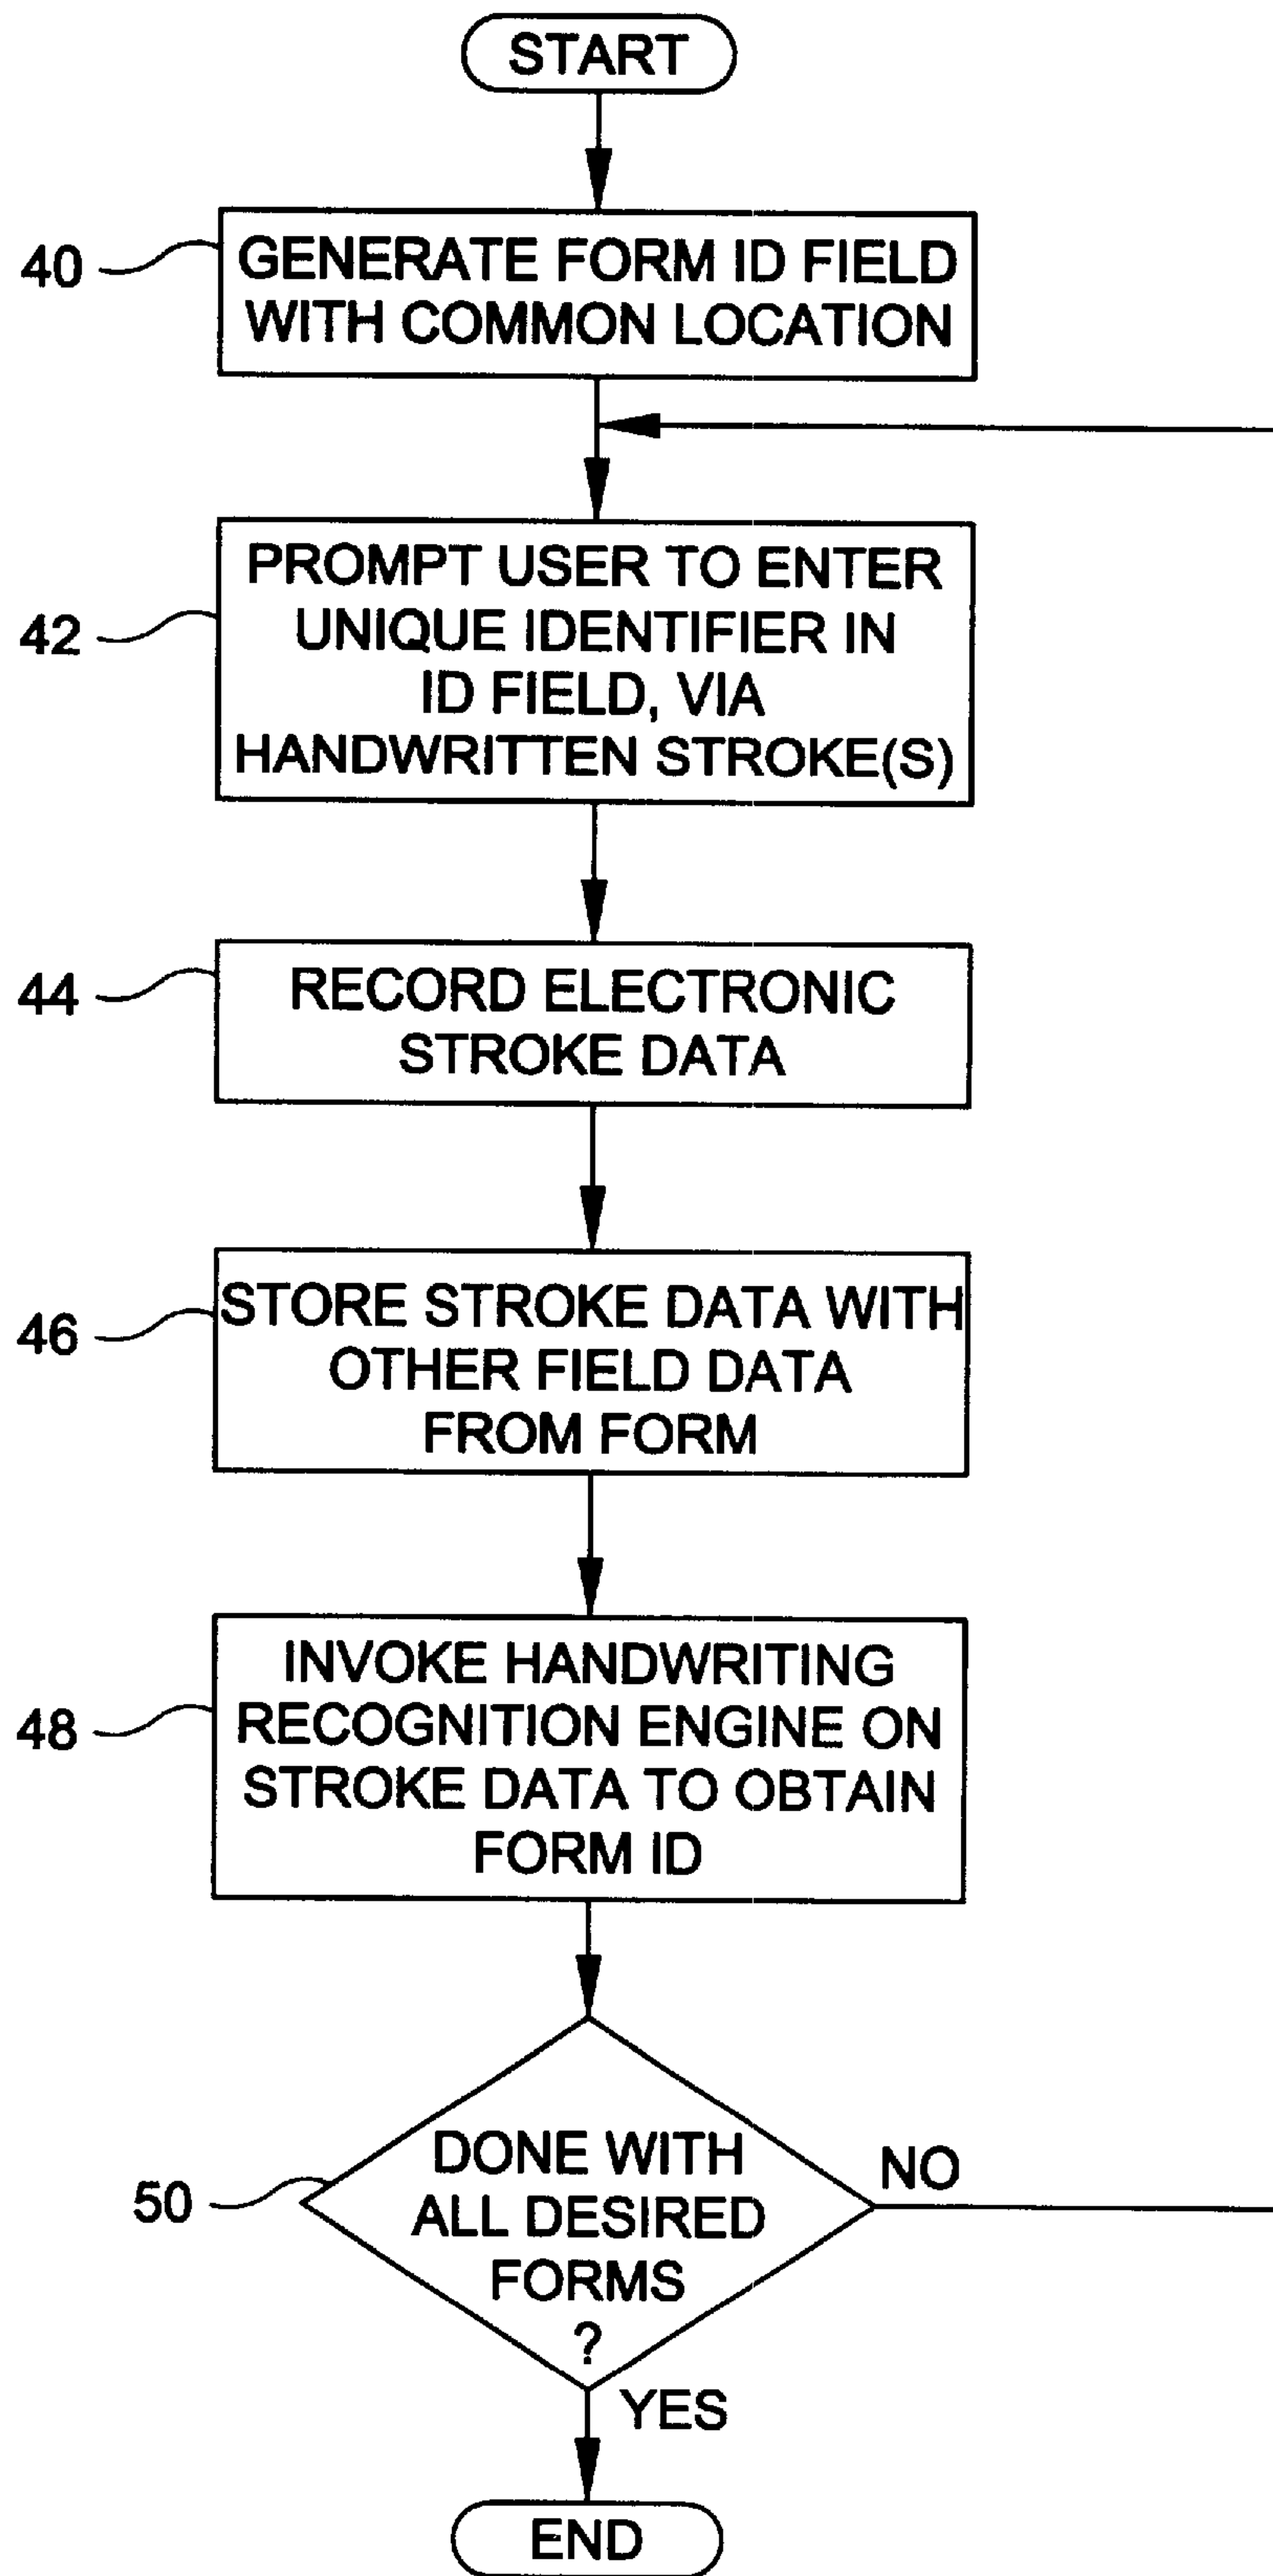 START
40
GENERATE FORM ID FIELD
WITH COMMON LOCATION
42
PROMPT USER TO ENTER
UNIQUE IDENTIFIER IN
ID FIELD, VIA
HANDWRITTEN STROKE(S)
44
RECORD ELECTRONIC
STROKE DATA
46
STORE STROKE DATA WITH
OTHER FIELD DATA
FROM FORM
48
INVOKE HANDWRITING
RECOGNITION ENGINE ON
STROKE DATA TO OBTAIN
FORM ID
50
DONE WITH
ALL DESIRED
FORMS
?
NO
YES
END